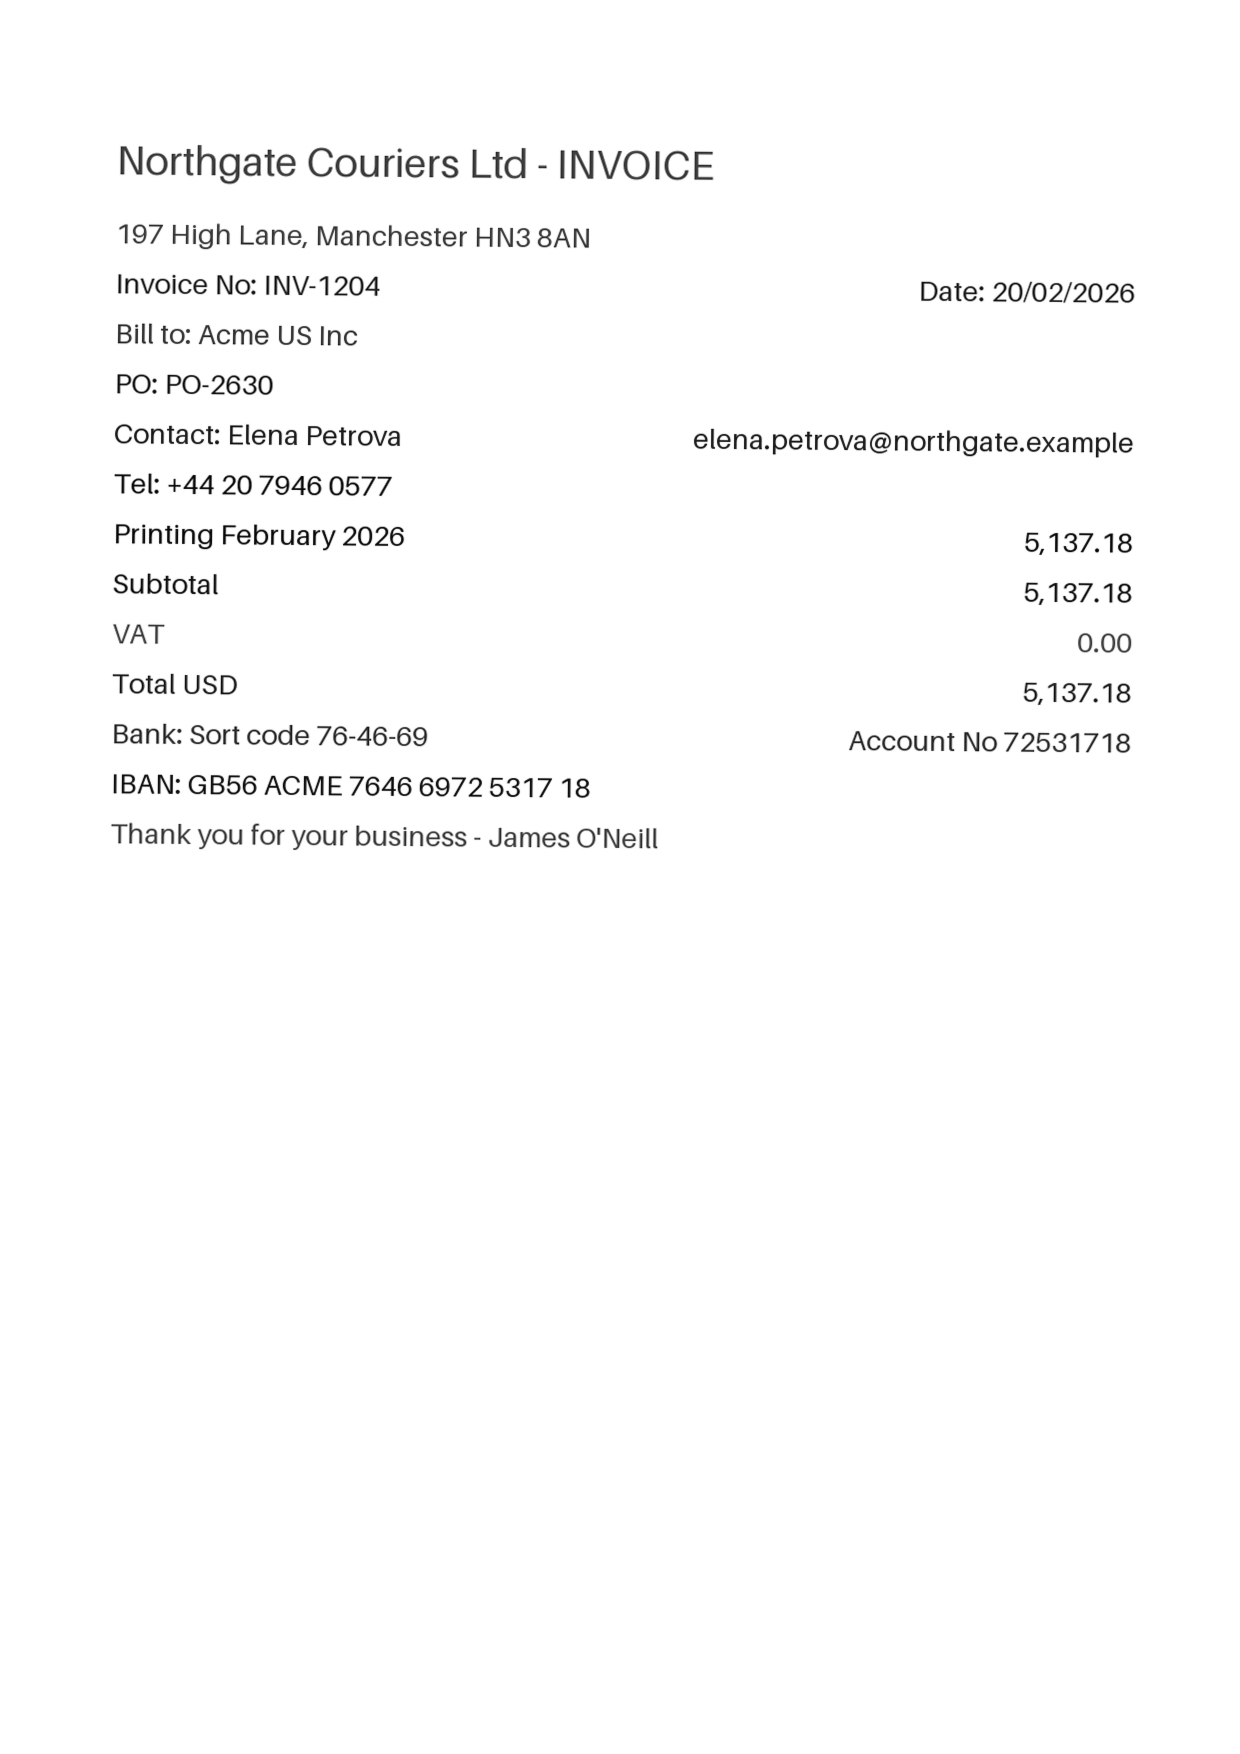 Northgate Couriers Ltd - INVOICE
197 High Lane, Manchester HN3 8AN
Invoice No: INV-1204 Date: 20/02/2026
Bill to: Acme US Inc
PO: PO-2630
Contact: Elena Petrova elena.petrova@northgate.example
Tel: +44 20 7946 0577
Printing February 2026 5,137.18
Subtotal 5,137.18
VAT 0.00
Total USD 5,137.18
Bank: Sort code 76-46-69 Account No 72531718
IBAN: GB56 ACME 7646 6972 5317 18
Thank you for your business - James O'Neill